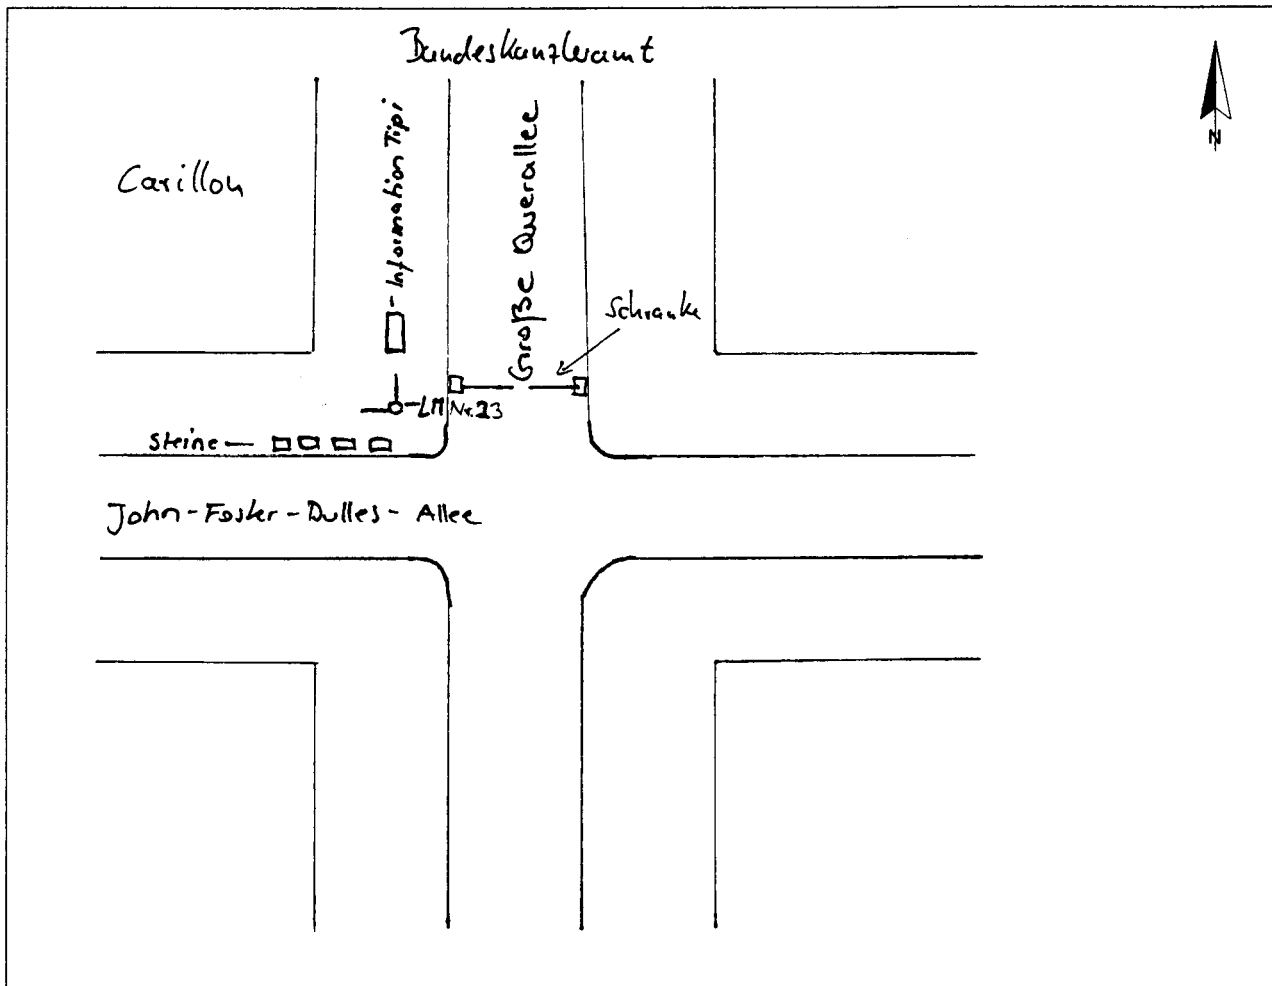 Bundeskanzleramt
N
Carillon
Information Tipi
Große Querallee
Schranke
LM Nr. 23
Steine
John-Foster-Dulles-Allee